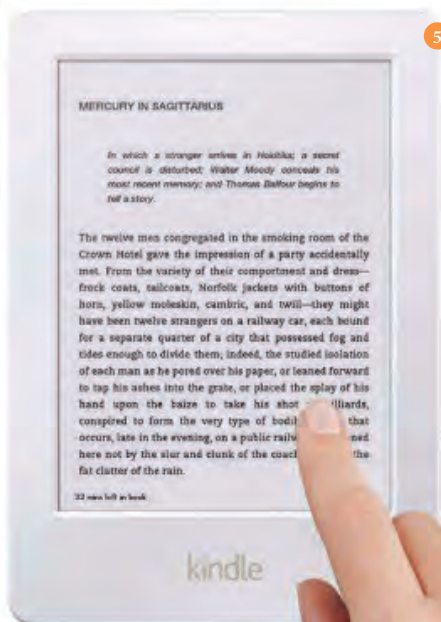 5
MERCURY IN SAGITTARIUS
In which a stranger arrives in Hokitika; a secret
council is disturbed; Walter Moody conceals his
most recent memory; and Thomas Balfour begins to
tell a story.
The twelve men congregated in the smoking room of the
Crown Hotel gave the impression of a party accidentally
met. From the variety of their comportment and dress—
frock coats, tailcoats, Norfolk jackets with buttons of
horn, yellow moleskin, cambric, and twill—they might
have been twelve strangers on a railway car, each bound
for a separate quarter of a city that possessed fog and
tides enough to divide them; indeed, the studied isolation
of each man as he pored over his paper, or leaned forward
to tap his ashes into the grate, or placed the splay of his
hand upon the baize to take his shot
conspired to form the very type of that
occurs, late in the evening, on a public
here not by the slur and clunk of the the
fat clatter of the rain.
mins left in book
kindle